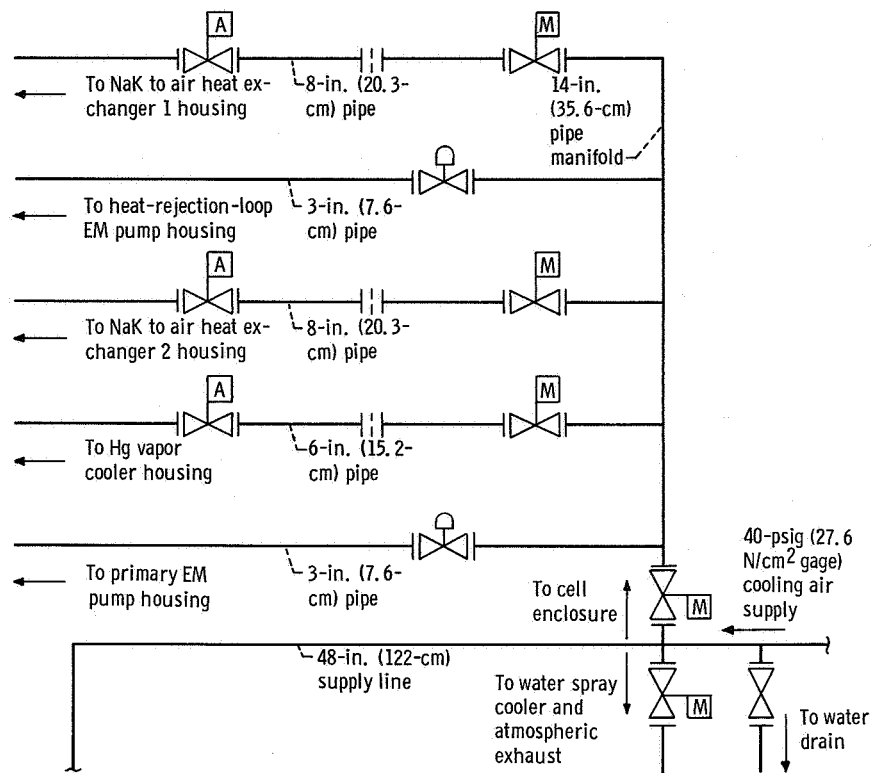 A
M
To NaK to air heat ex-
changer 1 housing
8-in. (20.3-
cm) pipe
14-in.
(35.6-cm)
pipe
manifold
To heat-rejection-loop
EM pump housing
3-in. (7.6-
cm) pipe
A
M
To NaK to air heat ex-
changer 2 housing
8-in. (20.3-
cm) pipe
A
M
To Hg vapor
cooler housing
6-in. (15.2-
cm) pipe
To primary EM
pump housing
3-in. (7.6-
cm) pipe
To cell
enclosure
M
40-psig (27.6
N/cm² gage)
cooling air
supply
48-in. (122-cm)
supply line
To water spray
cooler and
atmospheric
exhaust
M
To water
drain